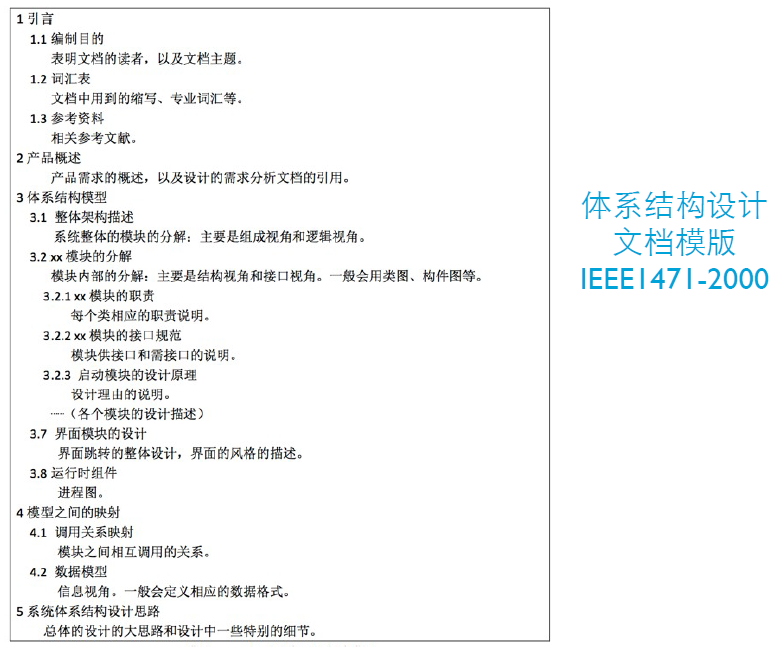 1 引言
1.1 编制目的
表明文档的读者，以及文档主题。
1.2 词汇表
文档中用到的缩写、专业词汇等。
1.3 参考资料
相关参考文献。
2 产品概述
产品需求的概述，以及设计的需求分析文档的引用。
3 体系结构模型
3.1 整体架构描述
系统整体的模块的分解：主要是组成视角和逻辑视角。
3.2 xx 模块的分解
模块内部的分解：主要是结构视角和接口视角。一般会用类图、构件图等。
3.2.1 xx 模块的职责
每个类相应的职责说明。
3.2.2 xx 模块的接口规范
模块供接口和需接口的说明。
3.2.3 启动模块的设计原理
设计理由的说明。
……（各个模块的设计描述）
3.7 界面模块的设计
界面跳转的整体设计，界面的风格的描述。
3.8 运行时组件
进程图。
4 模型之间的映射
4.1 调用关系映射
模块之间相互调用的关系。
4.2 数据模型
信息视角。一般会定义相应的数据格式。
5 系统体系结构设计思路
总体的设计的大思路和设计中一些特别的细节。
体系结构设计
文档模版
IEEE1471-2000